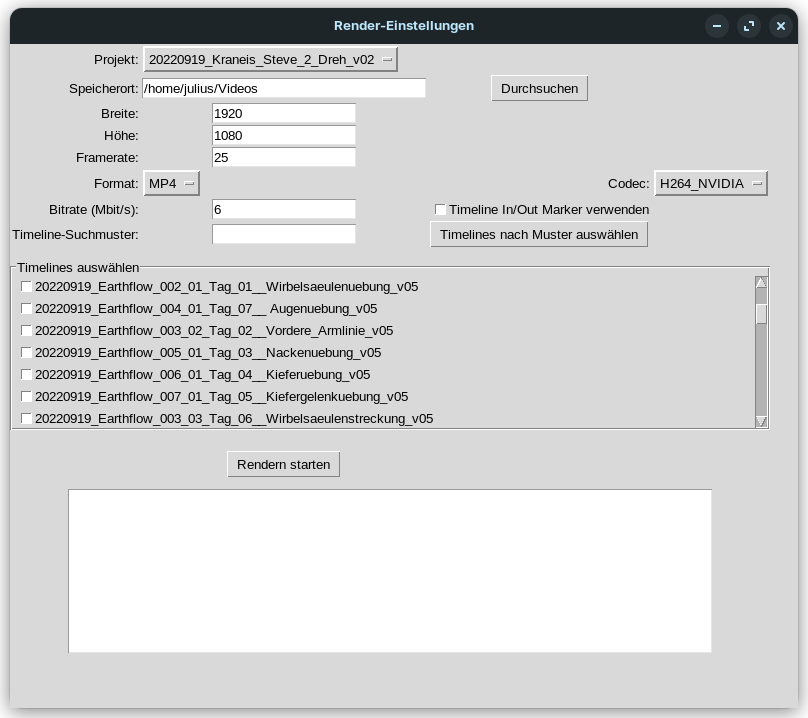 Render-Einstellungen
Projekt: 20220919_Kraneis_Steve_2_Dreh_v02
Speicherort: /home/julius/Videos Durchsuchen
Breite: 1920
Höhe: 1080
Framerate: 25
Format: MP4 Codec: H264_NVIDIA
Bitrate (Mbit/s): 6 Timeline In/Out Marker verwenden
Timeline-Suchmuster: Timelines nach Muster auswählen
Timelines auswählen
20220919_Earthflow_002_01_Tag_01__Wirbelsaeulenuebung_v05
20220919_Earthflow_004_01_Tag_07__ Augenuebung_v05
20220919_Earthflow_003_02_Tag_02__Vordere_Armlinie_v05
20220919_Earthflow_005_01_Tag_03__Nackenuebung_v05
20220919_Earthflow_006_01_Tag_04__Kieferuebung_v05
20220919_Earthflow_007_01_Tag_05__Kiefergelenkuebung_v05
20220919_Earthflow_003_03_Tag_06__Wirbelsaeulenstreckung_v05
Rendern starten